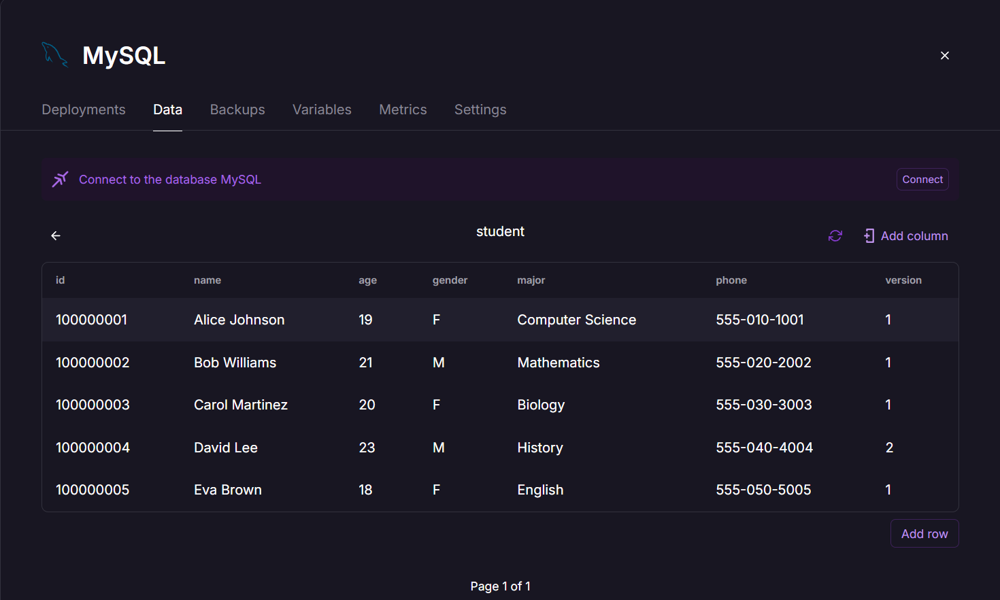 MySQL
Deployments Data Backups Variables Metrics Settings
Connect to the database MySQL Connect
student Add column
id name age gender major phone version
100000001 Alice Johnson 19 F Computer Science 555-010-1001 1
100000002 Bob Williams 21 M Mathematics 555-020-2002 1
100000003 Carol Martinez 20 F Biology 555-030-3003 1
100000004 David Lee 23 M History 555-040-4004 2
100000005 Eva Brown 18 F English 555-050-5005 1
Add row
Page 1 of 1